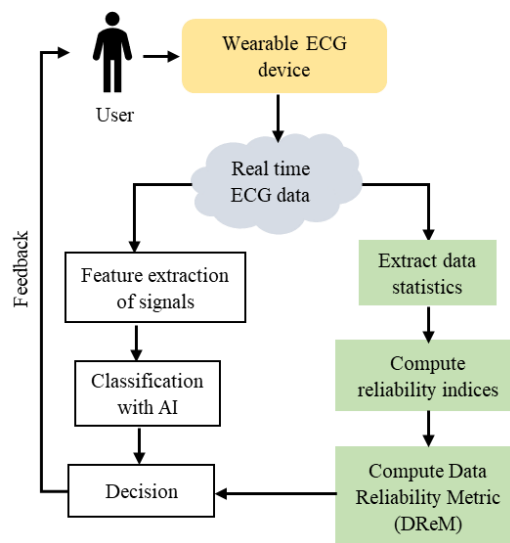 Wearable ECG
device
User
Real time
ECG data
Feedback
Feature extraction
of signals
Extract data
statistics
Classification
with AI
Compute
reliability indices
Decision
Compute Data
Reliability Metric
(DReM)